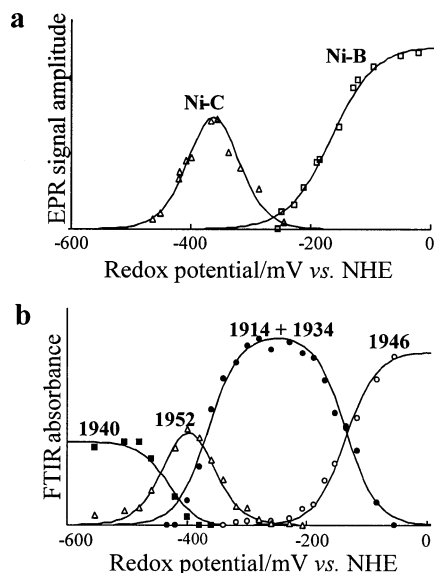 a
EPR signal amplitude
Ni-C
Ni-B
-600
-400
-200
0
Redox potential/mV vs. NHE
b
FTIR absorbance
1914 + 1934
1946
1952
1940
-600
-400
-200
0
Redox potential/mV vs. NHE